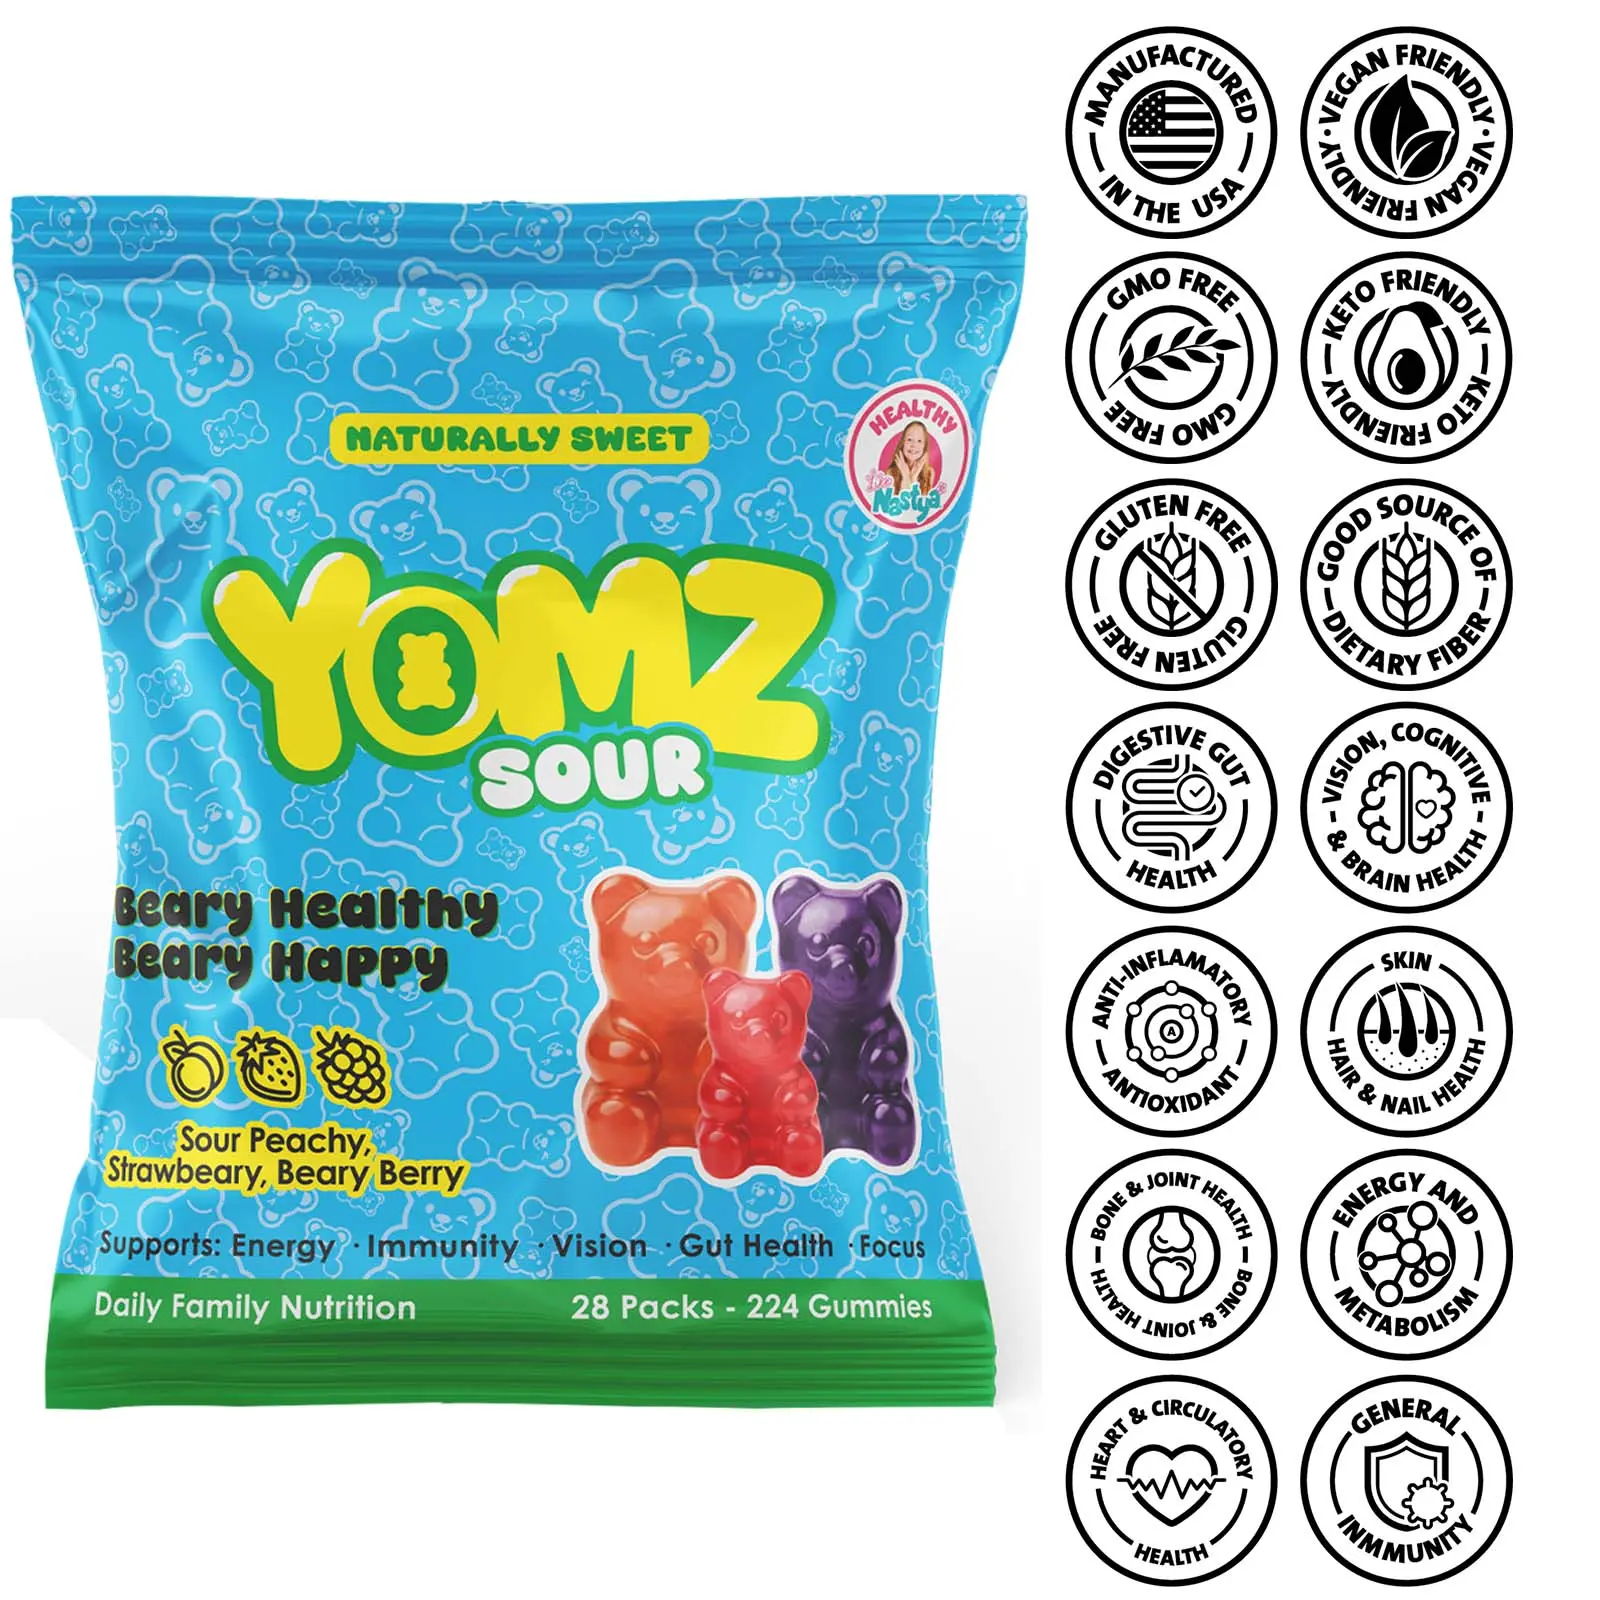 NATURALLY SWEET
HEALTHY
Like
Nastya
YOMZ
SOUR
Beary Healthy
Beary Happy
Sour Peachy,
Strawbeary, Beary Berry
Supports: Energy · Immunity · Vision · Gut Health · Focus
Daily Family Nutrition
28 Packs - 224 Gummies
MANUFACTURED
IN THE USA
VEGAN FRIENDLY · VEGAN FRIENDLY ·
GMO FREE
GMO FREE
KETO FRIENDLY
KETO FRIENDLY
GLUTEN FREE
GLUTEN FREE
GOOD SOURCE OF
DIETARY FIBER
DIGESTIVE GUT
HEALTH
VISION, COGNITIVE
& BRAIN HEALTH
ANTI-INFLAMATORY
A
ANTIOXIDANT
SKIN
HAIR & NAIL HEALTH
BONE & JOINT HEALTH
BONE & JOINT HEALTH
ENERGY AND
METABOLISM
HEART & CIRCULATORY
HEALTH
GENERAL
INMMUNITY